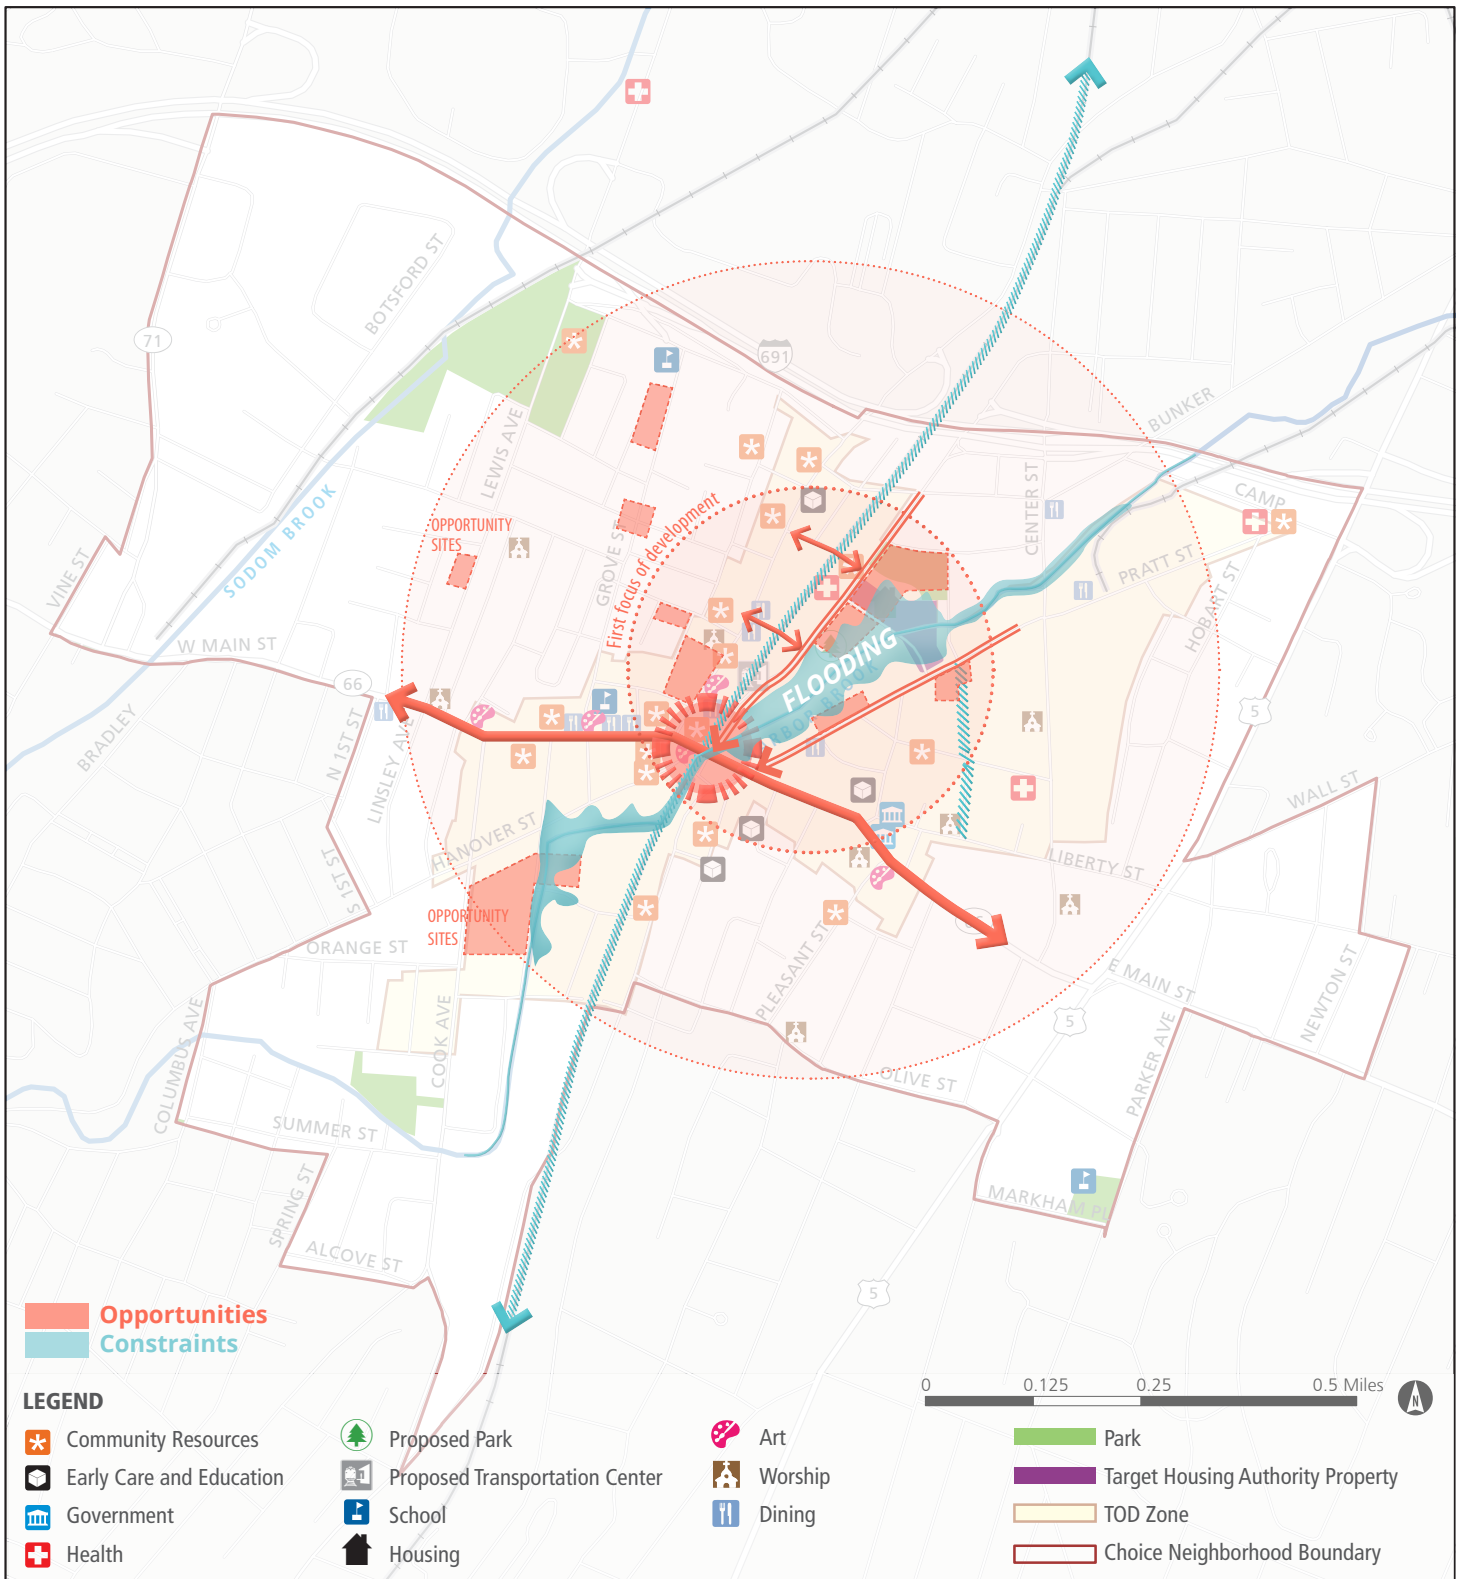 691
71
BOTSFORD ST
BUNKER
LEWIS AVE
CENTER ST
CAMP
SODOM BROOK
OPPORTUNITY
SITES
GROVE ST
First focus of development
PRATT ST
HOBART ST
VINE ST
W MAIN ST
FLOODING
66
5
BRADLEY
N 1ST ST
LINSLEY AVE
WALL ST
HANOVER ST
LIBERTY ST
S 1ST ST
OPPORTUNITY
SITES
ORANGE ST
PLEASANT ST
E MAIN ST
NEWTON ST
5
COLUMBUS AVE
COOK AVE
OLIVE ST
PARKER AVE
SUMMER ST
SPRING ST
MARKHAM PL
ALCOVE ST
5
Opportunities
Constraints
0 0.125 0.25 0.5 Miles
N
LEGEND
Community Resources
Early Care and Education
Government
Health
Proposed Park
Proposed Transportation Center
School
Housing
Art
Worship
Dining
Park
Target Housing Authority Property
TOD Zone
Choice Neighborhood Boundary